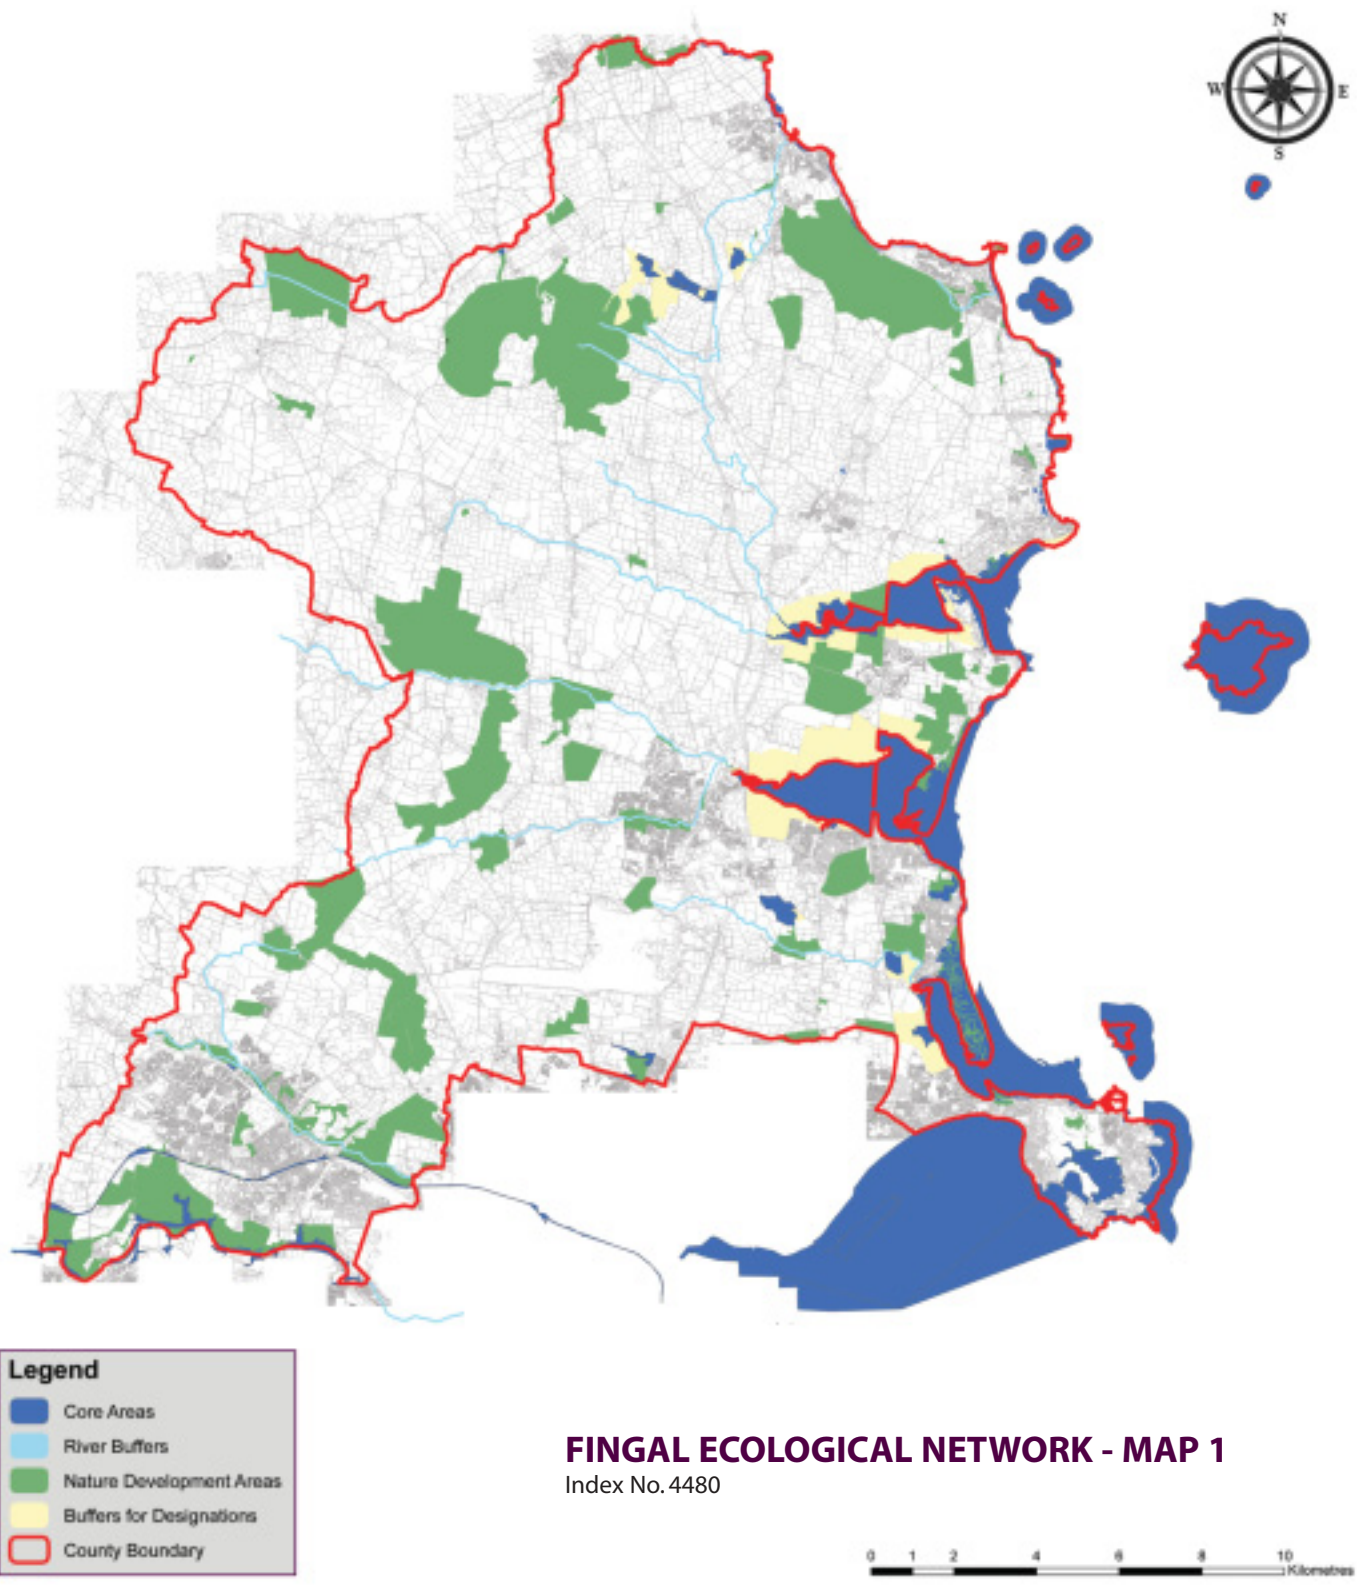 N
W E
S
Legend
Core Areas
River Buffers
Nature Development Areas
Buffers for Designations
County Boundary
FINGAL ECOLOGICAL NETWORK - MAP 1
Index No. 4480
0 1 2 4 6 8 10
Kilometres